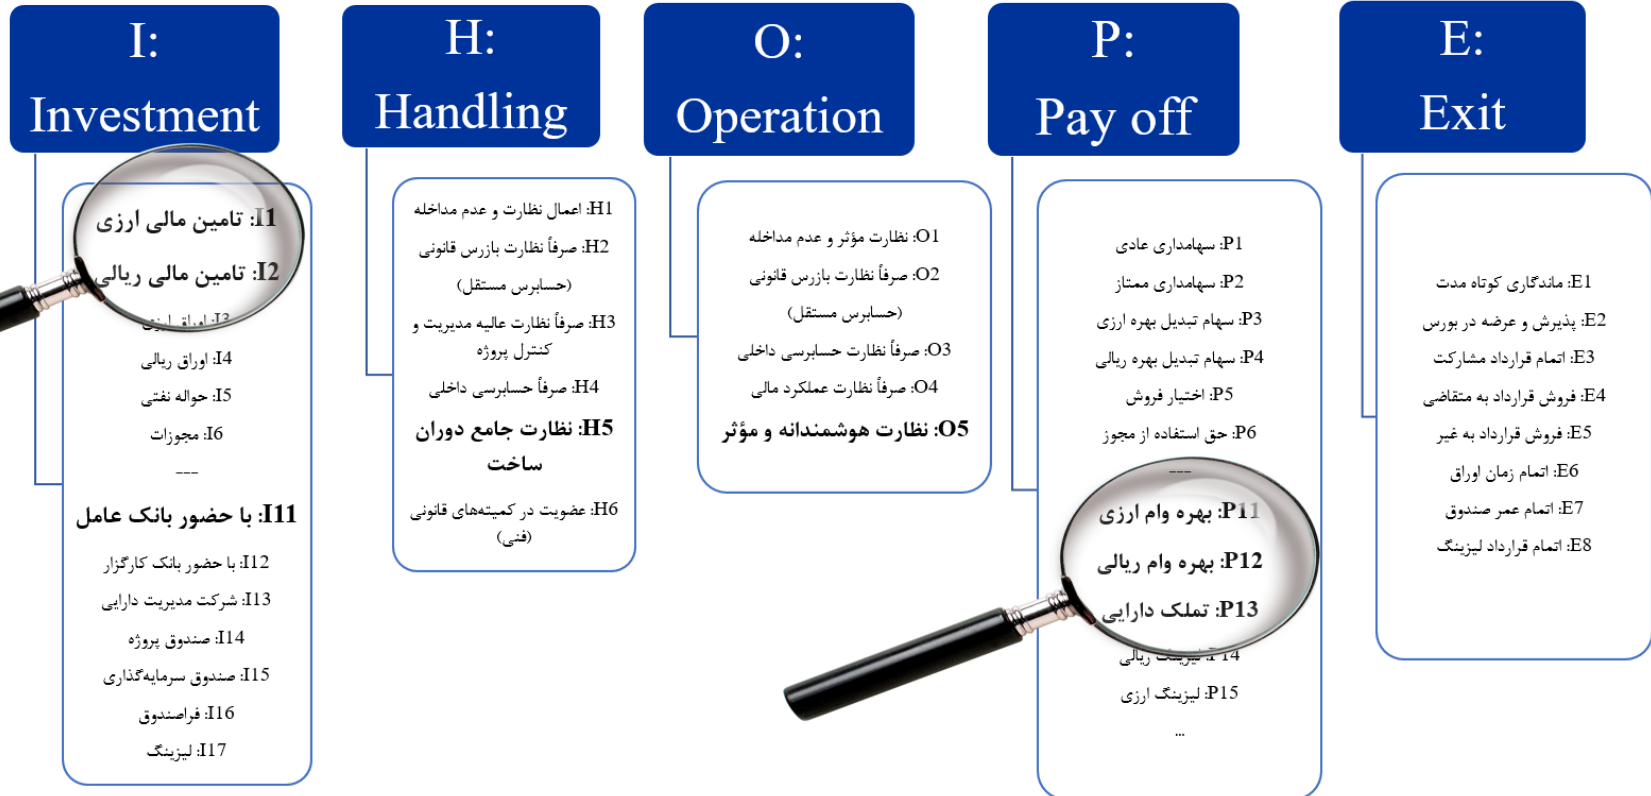 I:
Investment
I1: تامین مالی ارزی
I2: تامین مالی ریالی
I3: اوراق ارزی
I4: اوراق ریالی
I5: حواله نفتی
I6: مجوزات
---
I11: با حضور بانک عامل
I12: با حضور بانک کارگزار
I13: شرکت مدیریت دارایی
I14: صندوق پروژه
I15: صندوق سرمایه‌گذاری
I16: فراصندوق
I17: لیزینگ
H:
Handling
H1: اعمال نظارت و عدم مداخله
H2: صرفاً نظارت بازرس قانونی
(حسابرس مستقل)
H3: صرفاً نظارت عالیه مدیریت و
کنترل پروژه
H4: صرفاً حسابرسی داخلی
H5: نظارت جامع دوران
ساخت
H6: عضویت در کمیته‌های قانونی
(فنی)
O:
Operation
O1: نظارت مؤثر و عدم مداخله
O2: صرفاً نظارت بازرس قانونی
(حسابرس مستقل)
O3: صرفاً نظارت حسابرسی داخلی
O4: صرفاً نظارت عملکرد مالی
O5: نظارت هوشمندانه و مؤثر
P:
Pay off
P1: سهامداری عادی
P2: سهامداری ممتاز
P3: سهام تبدیل بهره ارزی
P4: سهام تبدیل بهره ریالی
P5: اختیار فروش
P6: حق استفاده از مجوز
---
P11: بهره وام ارزی
P12: بهره وام ریالی
P13: تملک دارایی
P14: لیزینگ ریالی
P15: لیزینگ ارزی
...
E:
Exit
E1: ماندگاری کوتاه مدت
E2: پذیرش و عرضه در بورس
E3: اتمام قرارداد مشارکت
E4: فروش قرارداد به متقاضی
E5: فروش قرارداد به غیر
E6: اتمام زمان اوراق
E7: اتمام عمر صندوق
E8: اتمام قرارداد لیزینگ